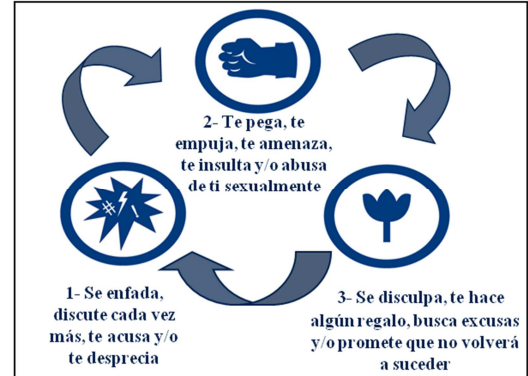 2- Te pega, te
empuja, te amenaza,
te insulta y/o abusa
de ti sexualmente
#
!
1- Se enfada,
discute cada vez
más, te acusa y/o
te desprecia
3- Se disculpa, te hace
algún regalo, busca excusas
y/o promete que no volverá
a suceder